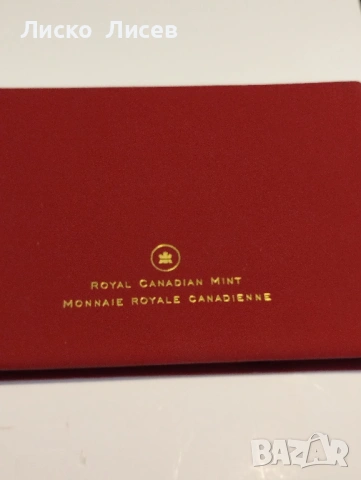 Лиско Лисев
ROYAL CANADIAN MINT
MONNAIE ROYALE CANADIENNE
BAZAR